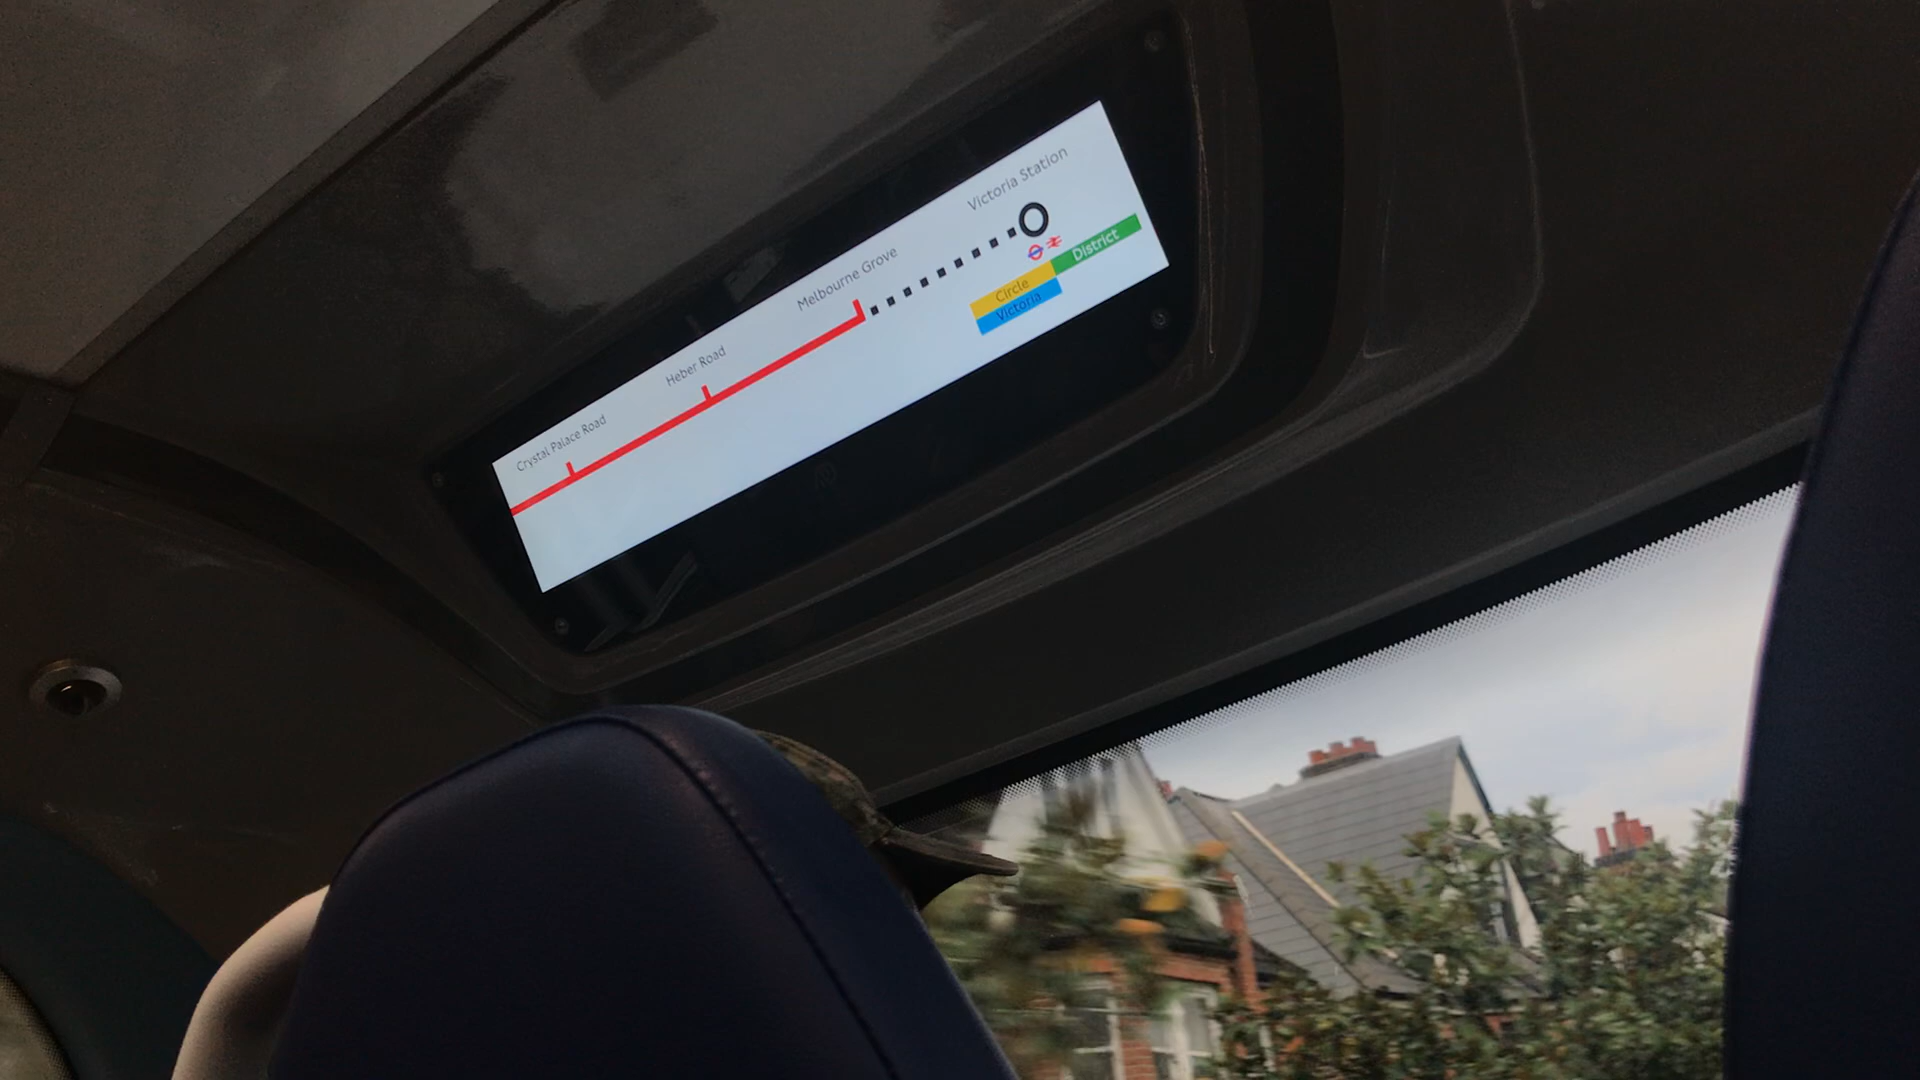 Crystal Palace Road
Heber Road
Melbourne Grove
Victoria Station
District
Circle
Victoria